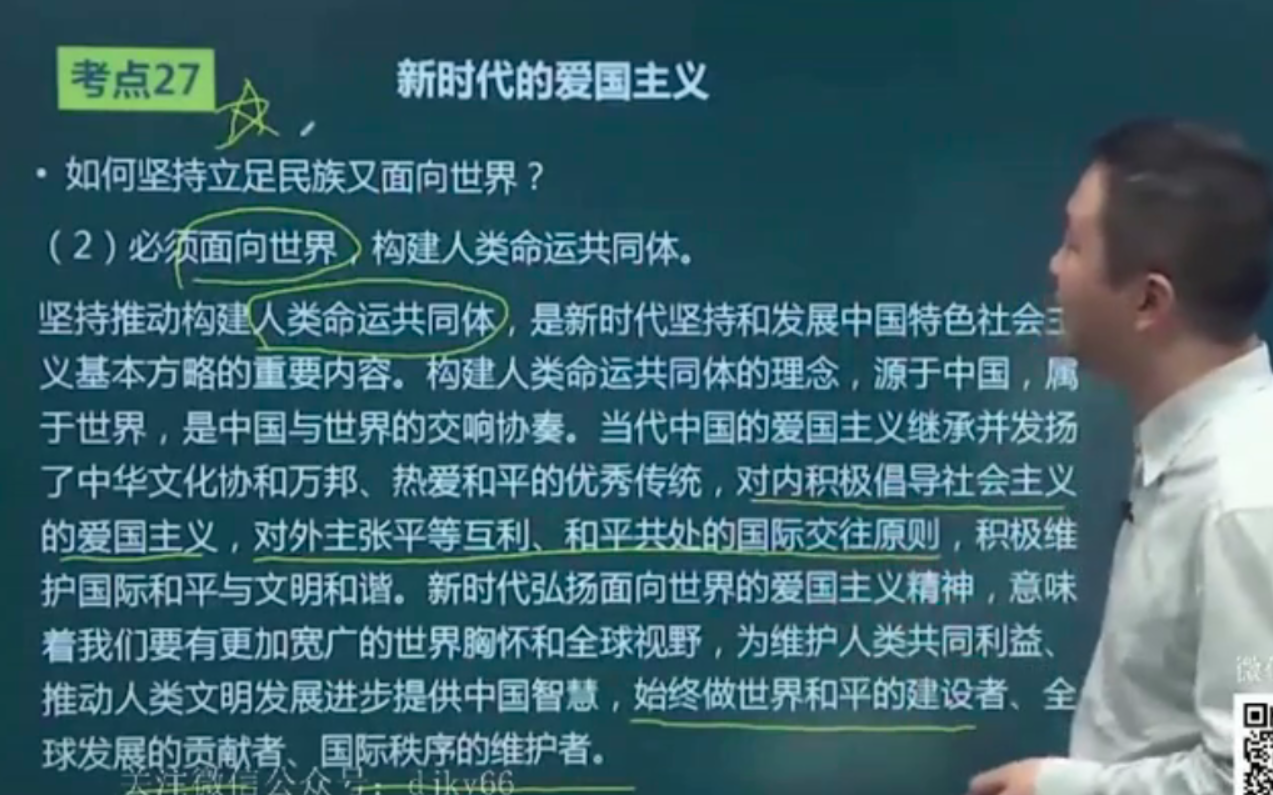 考点27
新时代的爱国主义
• 如何坚持立足民族又面向世界？
（2）必须面向世界，构建人类命运共同体。
坚持推动构建人类命运共同体，是新时代坚持和发展中国特色社会主
义基本方略的重要内容。构建人类命运共同体的理念，源于中国，属
于世界，是中国与世界的交响协奏。当代中国的爱国主义继承并发扬
了中华文化协和万邦、热爱和平的优秀传统，对内积极倡导社会主义
的爱国主义，对外主张平等互利、和平共处的国际交往原则，积极维
护国际和平与文明和谐。新时代弘扬面向世界的爱国主义精神，意味
着我们要有更加宽广的世界胸怀和全球视野，为维护人类共同利益、
推动人类文明发展进步提供中国智慧，始终做世界和平的建设者、全
球发展的贡献者、国际秩序的维护者。
关注微信公众号：djky66
微信